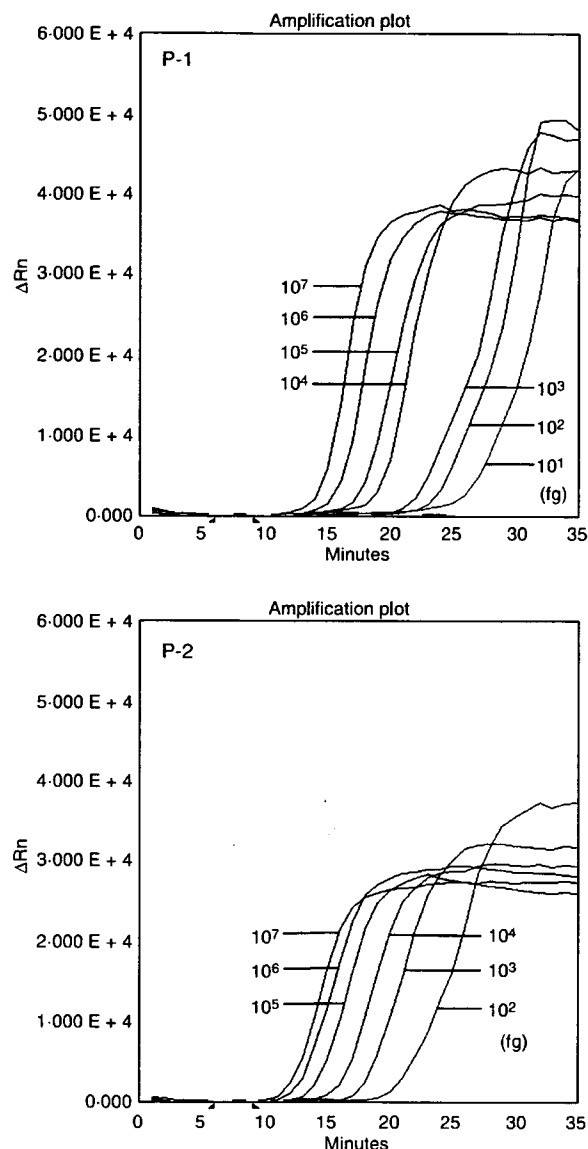 Amplification plot
6·000 E + 4
P-1
5·000 E + 4
4·000 E + 4
ΔRn
3·000 E + 4
10⁷
10⁶
2·000 E + 4
10⁵
10⁴
10³
1·000 E + 4
10²
10¹
(fg)
0·000
0 5 10 15 20 25 30 35
Minutes
Amplification plot
6·000 E + 4
P-2
5·000 E + 4
4·000 E + 4
ΔRn
3·000 E + 4
2·000 E + 4
10⁷
10⁴
10⁶
10³
10⁵
1·000 E + 4
10²
(fg)
0·000
0 5 10 15 20 25 30 35
Minutes